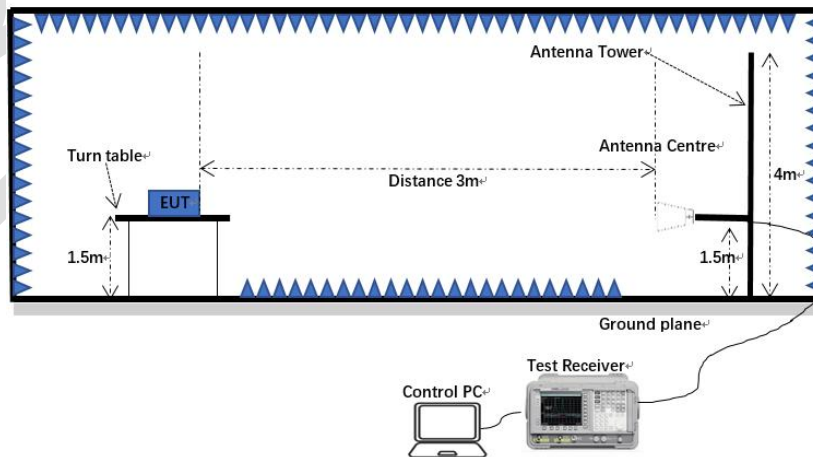 Antenna Tower
Turn table
Antenna Centre
Distance 3m
4m
EUT
1.5m
1.5m
Ground plane
Test Receiver
Control PC